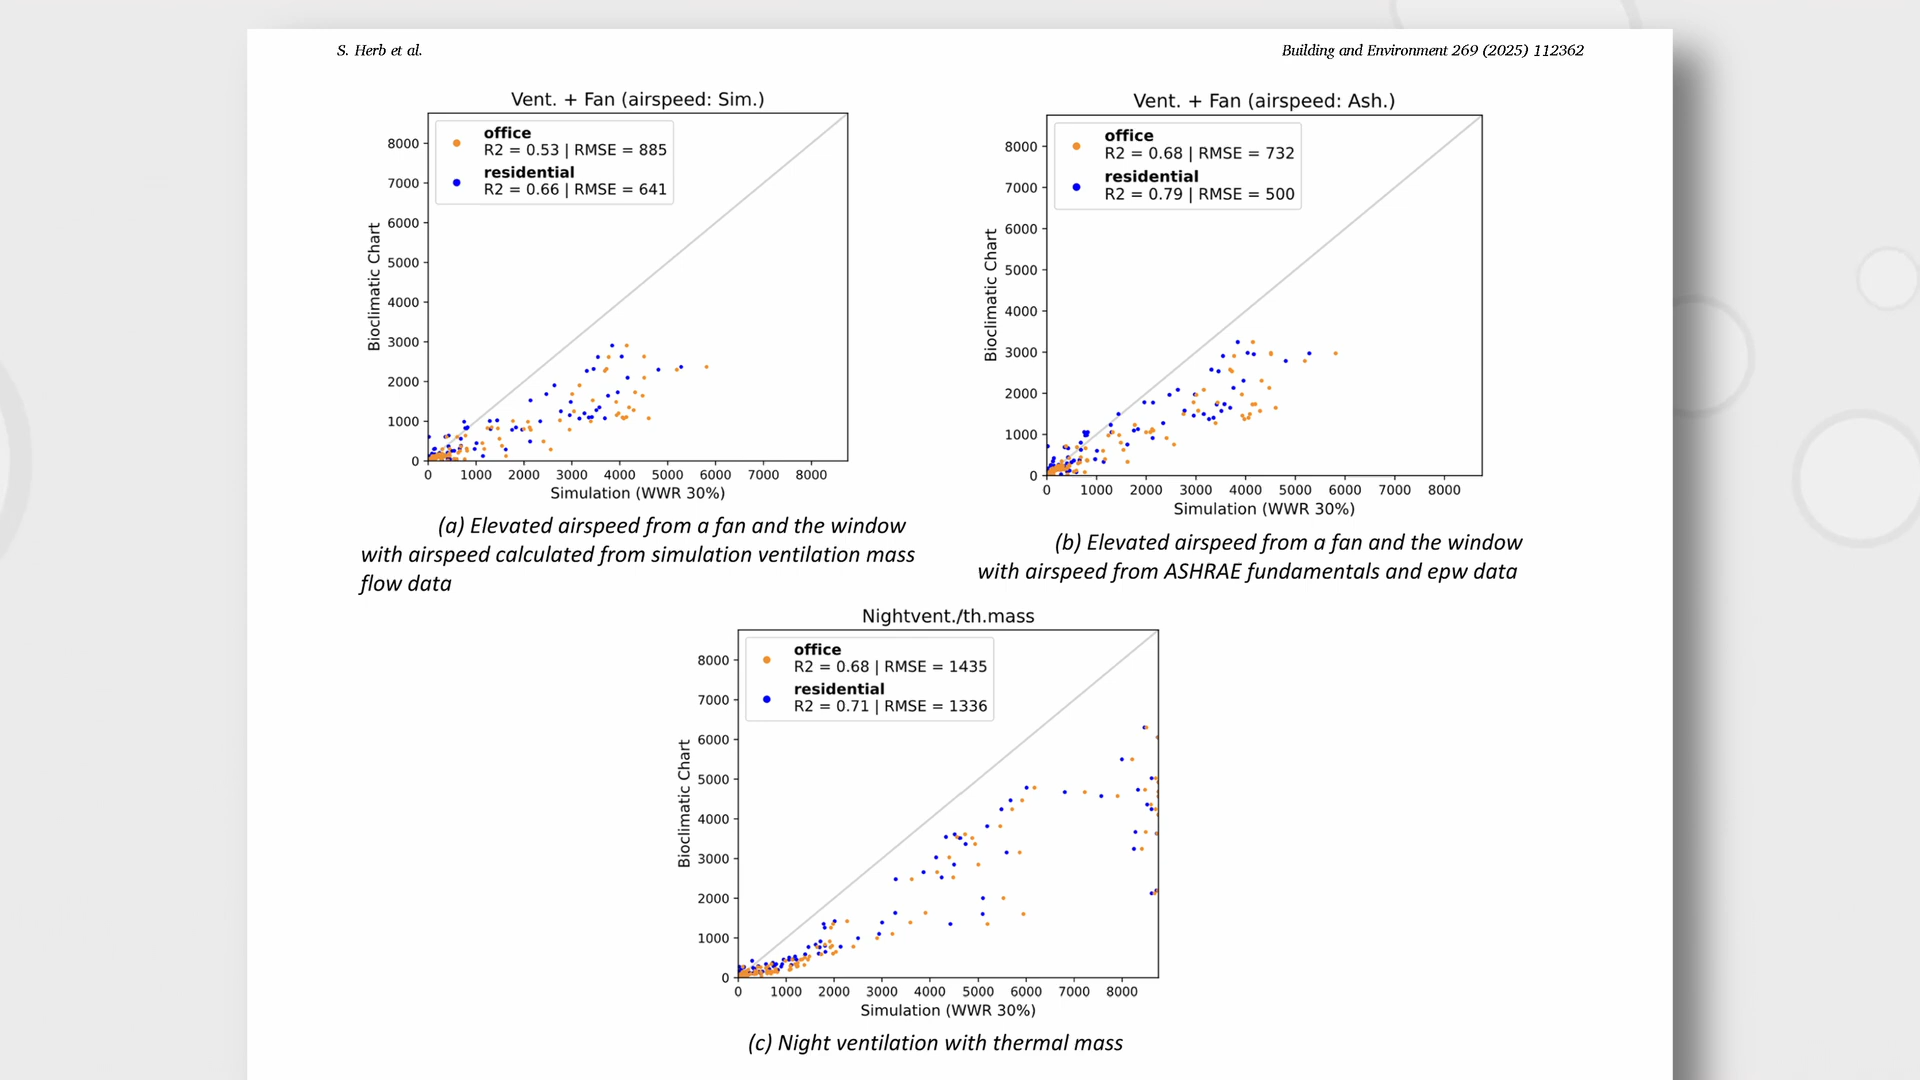 S. Herb et al.
Building and Environment 269 (2025) 112362
Vent. + Fan (airspeed: Sim.)
office
R2 = 0.53 | RMSE = 885
residential
R2 = 0.66 | RMSE = 641
8000
7000
6000
5000
4000
3000
2000
1000
0
Bioclimatic Chart
0 1000 2000 3000 4000 5000 6000 7000 8000
Simulation (WWR 30%)
(a) Elevated airspeed from a fan and the window
with airspeed calculated from simulation ventilation mass
flow data
Vent. + Fan (airspeed: Ash.)
office
R2 = 0.68 | RMSE = 732
residential
R2 = 0.79 | RMSE = 500
8000
7000
6000
5000
4000
3000
2000
1000
0
Bioclimatic Chart
0 1000 2000 3000 4000 5000 6000 7000 8000
Simulation (WWR 30%)
(b) Elevated airspeed from a fan and the window
with airspeed from ASHRAE fundamentals and epw data
Nightvent./th.mass
office
R2 = 0.68 | RMSE = 1435
residential
R2 = 0.71 | RMSE = 1336
8000
7000
6000
5000
4000
3000
2000
1000
0
Bioclimatic Chart
0 1000 2000 3000 4000 5000 6000 7000 8000
Simulation (WWR 30%)
(c) Night ventilation with thermal mass